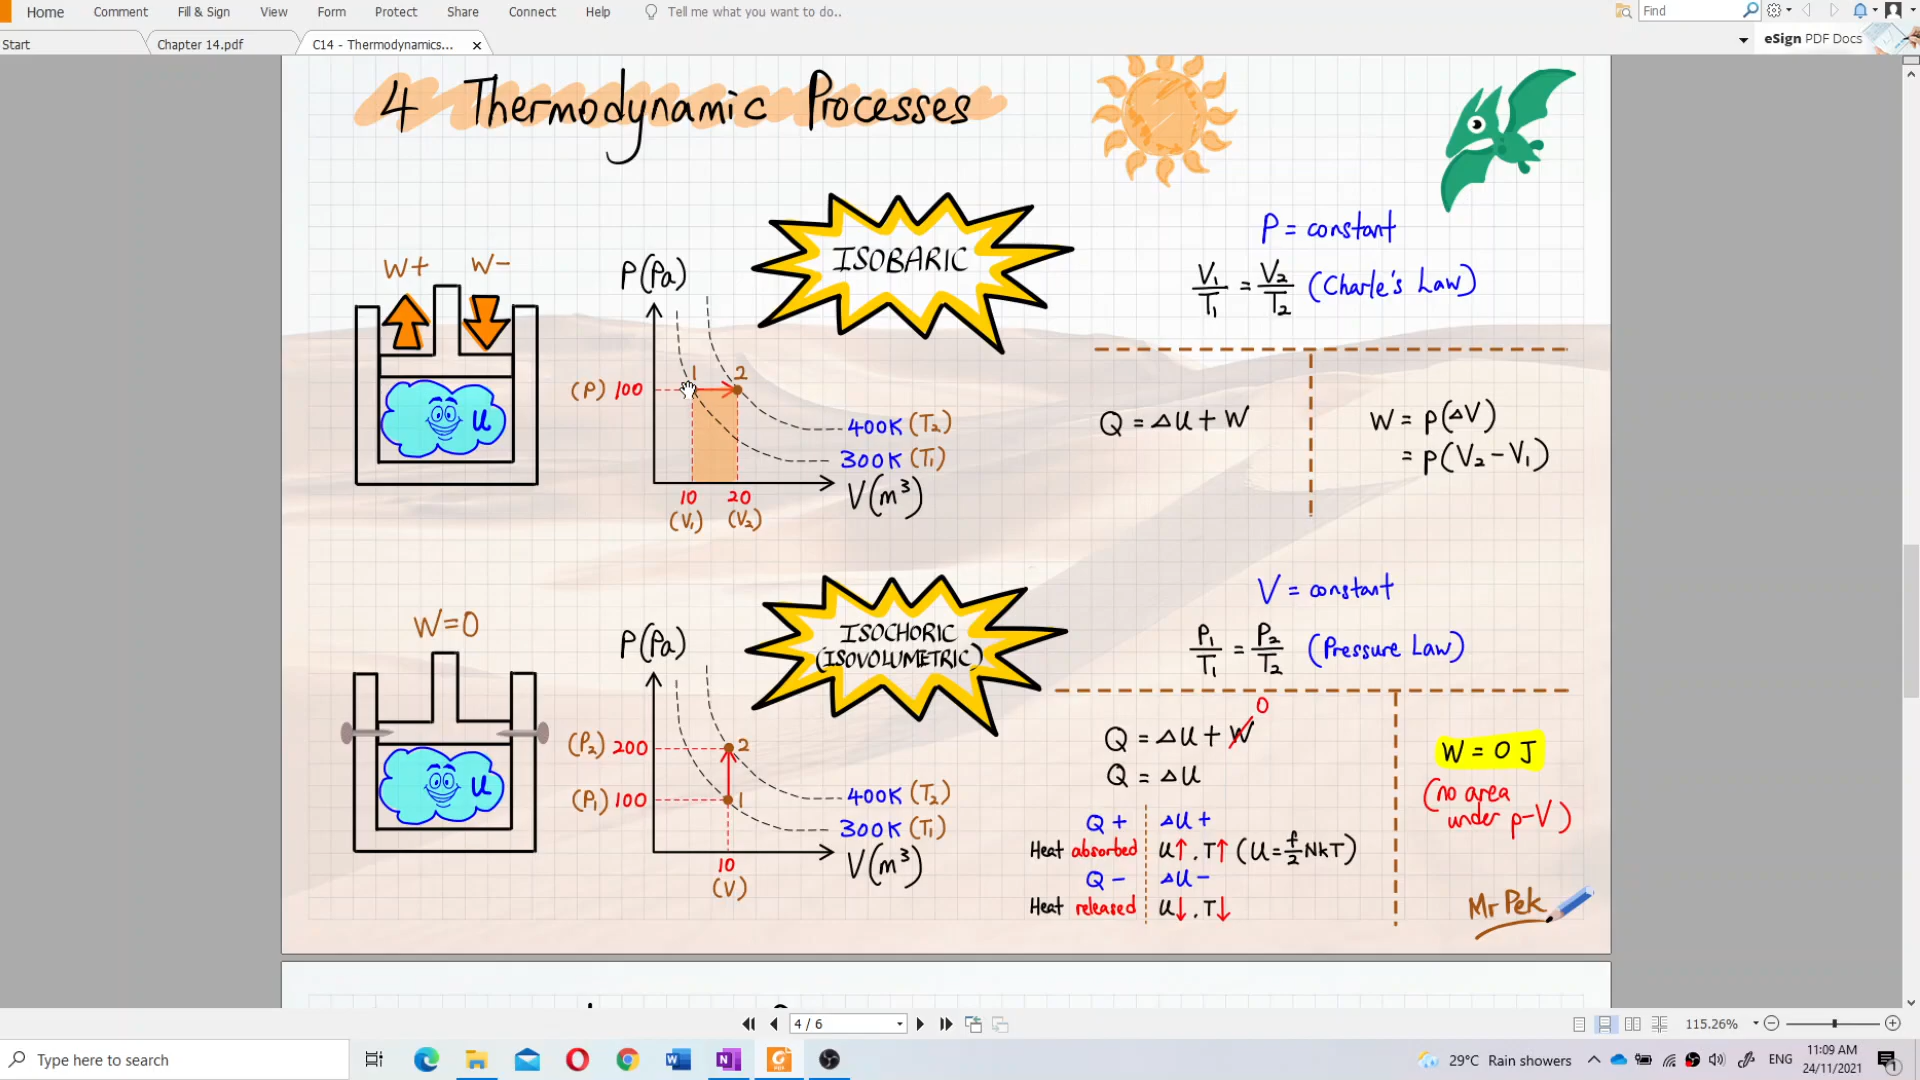 Home Comment Fill & Sign View Form Protect Share Connect Help Tell me what you want to do.. Find
Start Chapter 14.pdf C14 - Thermodynamics... eSign PDF Docs
4 Thermodynamic Processes
W+ W-
U
P(Pa)
(P) 100
1 2
400K (T2)
300K (T1)
10 20
(V1) (V2)
V(m³)
ISOBARIC
P = constant
V1/T1 = V2/T2 (Charle's Law)
Q = ΔU + W
W = p(ΔV)
= p(V2 - V1)
W=0
U
P(Pa)
(P2) 200
(P1) 100
2
1
400K (T2)
300K (T1)
10
(V)
V(m³)
ISOCHORIC
(ISOVOLUMETRIC)
V = constant
P1/T1 = P2/T2 (Pressure Law)
0
Q = ΔU + W
Q = ΔU
Q + ΔU +
Heat absorbed U↑ . T↑ (U = f/2 NkT)
Q - ΔU -
Heat released U↓ . T↓
W = 0 J
(no area
under p-V)
Mr Pek
4 / 6 115.26%
Type here to search 29°C Rain showers ENG 11:09 AM
24/11/2021
1